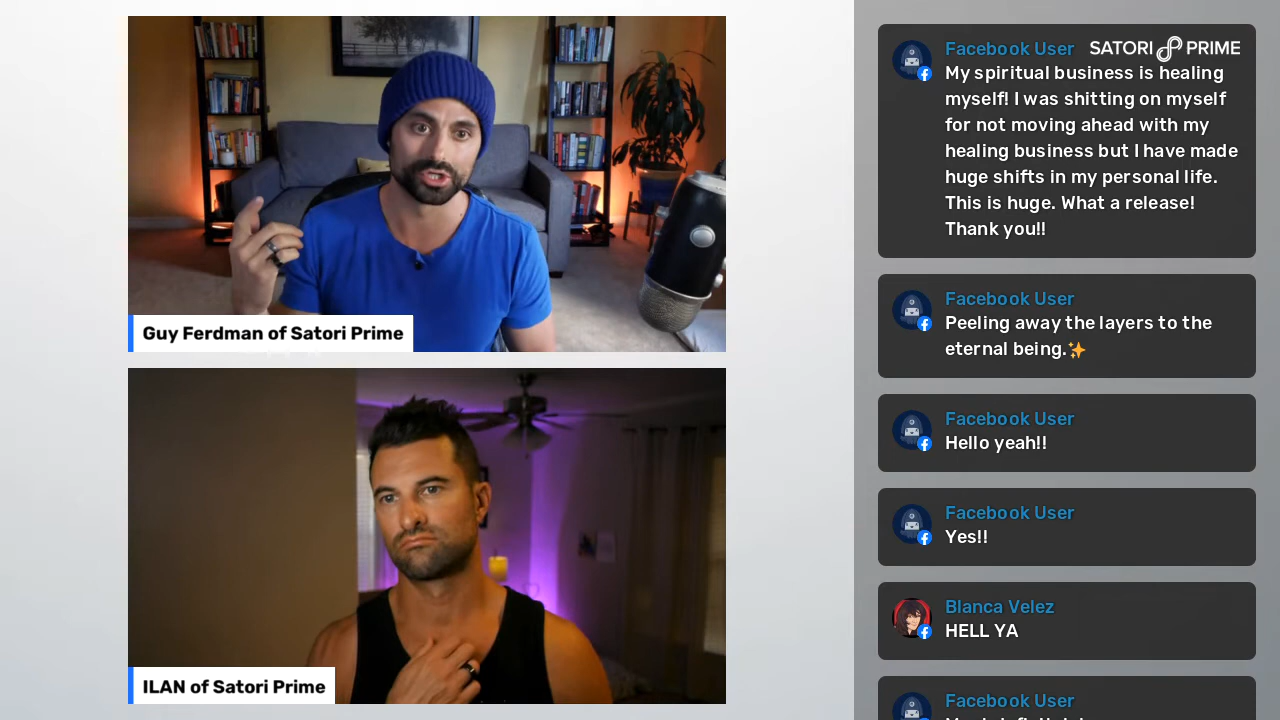 Guy Ferdman of Satori Prime
ILAN of Satori Prime
SATORI PRIME
Facebook User
My spiritual business is healing
myself! I was shitting on myself
for not moving ahead with my
healing business but I have made
huge shifts in my personal life.
This is huge. What a release!
Thank you!!
Facebook User
Peeling away the layers to the
eternal being.✨
Facebook User
Hello yeah!!
Facebook User
Yes!!
Blanca Velez
HELL YA
Facebook User